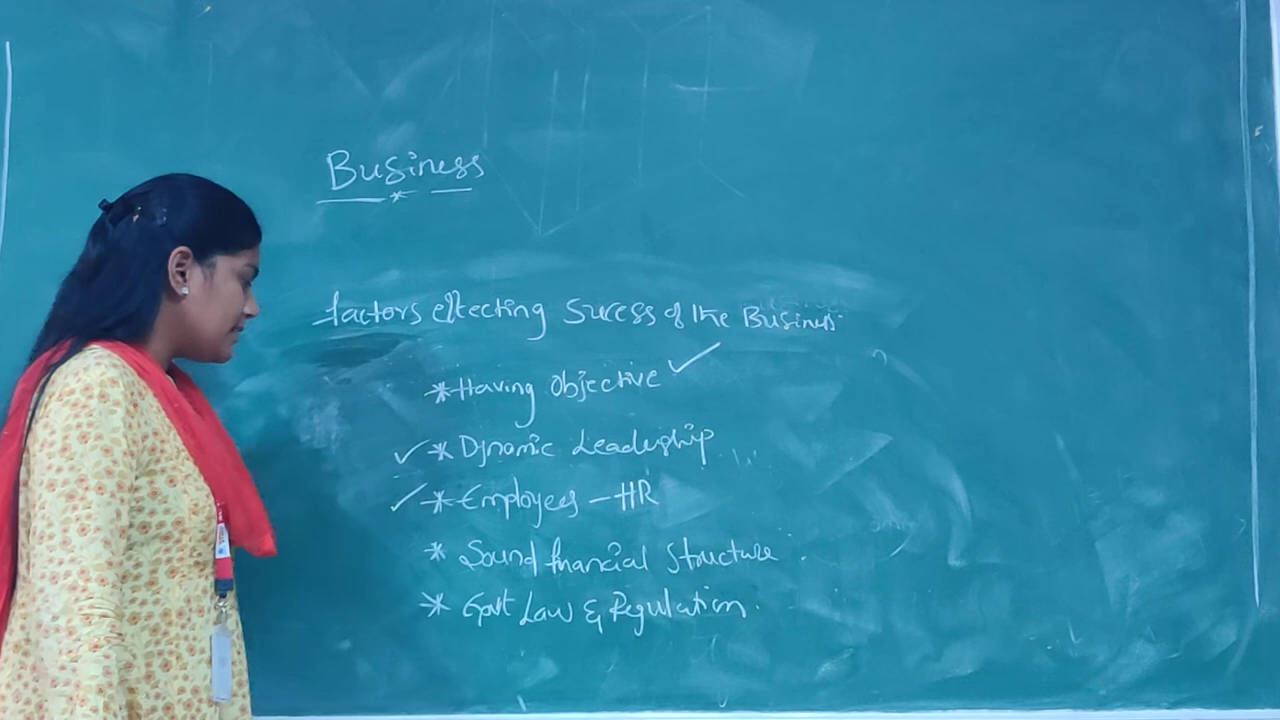 Business
factors effecting Sucess of the Business
* Having Objective ✓
✓ * Dynamic Leadership
✓ * Employees - HR
* Sound financial Structure
* Govt Law & Regulation.